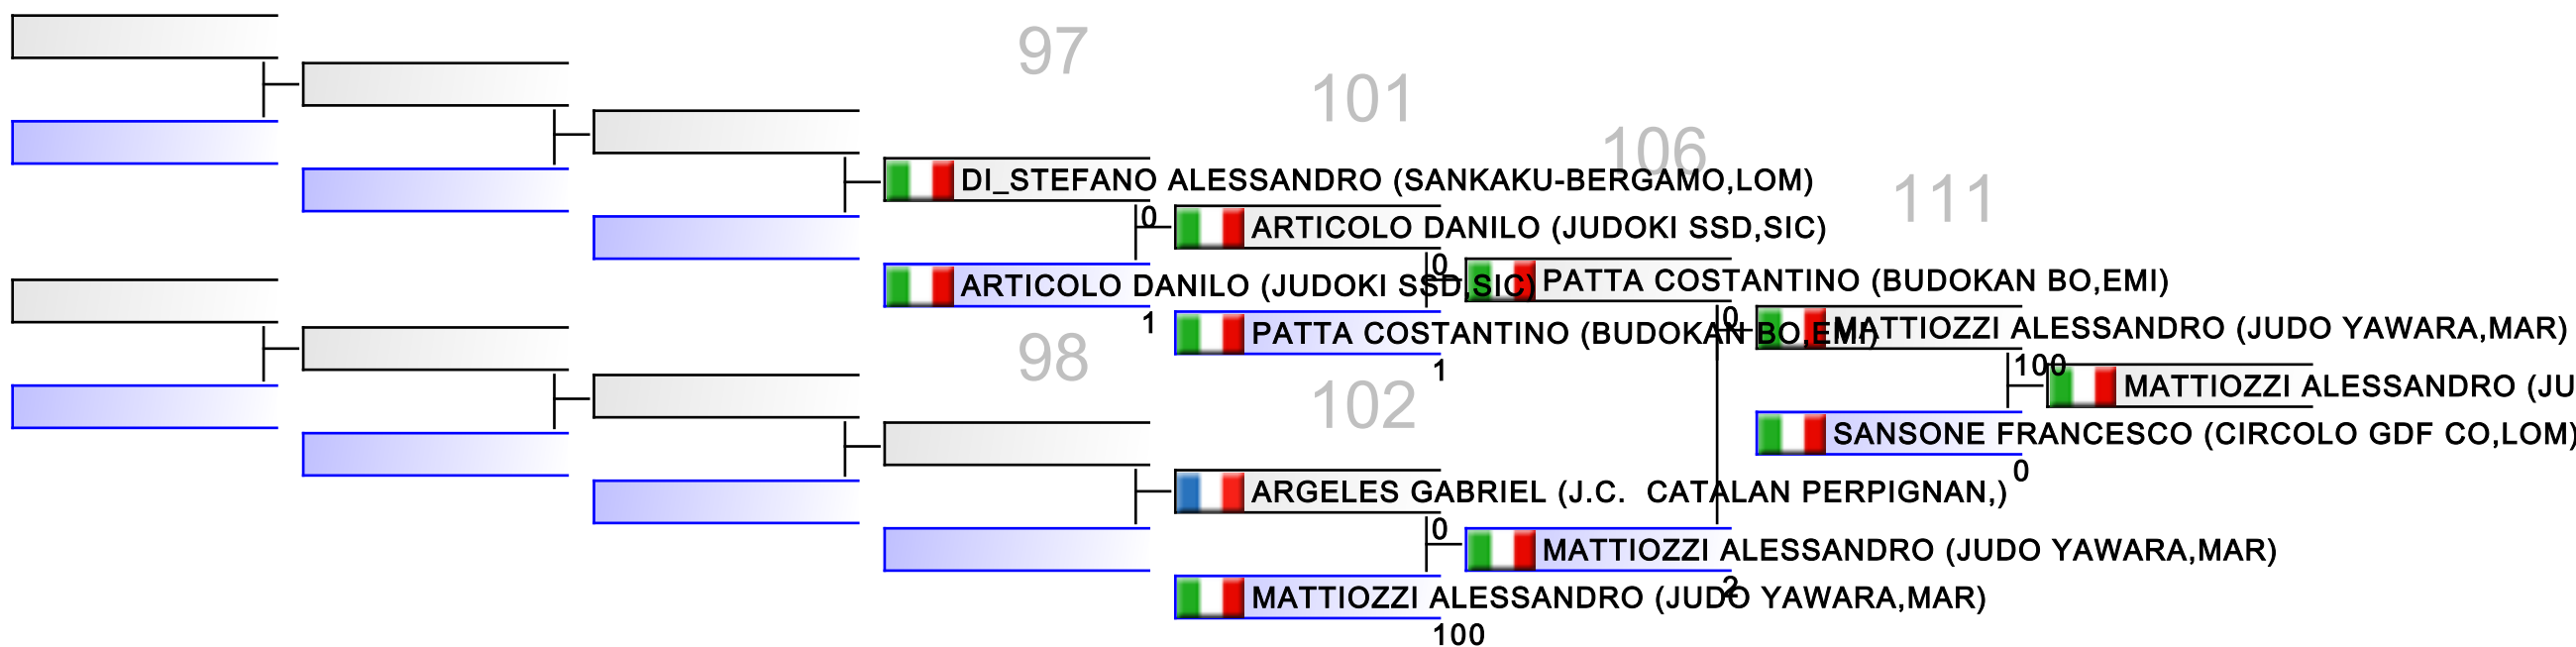 97
101
106
DI_STEFANO ALESSANDRO (SANKAKU-BERGAMO,LOM)
111
0
ARTICOLO DANILO (JUDOKI SSD,SIC)
0
ARTICOLO DANILO (JUDOKI SSD,SIC)
PATTA COSTANTINO (BUDOKAN BO,EMI)
1
PATTA COSTANTINO (BUDOKAN BO,EMI)
0
MATTIOZZI ALESSANDRO (JUDO YAWARA,MAR)
98
1
100
102
MATTIOZZI ALESSANDRO (JU
SANSONE FRANCESCO (CIRCOLO GDF CO,LOM)
0
ARGELES GABRIEL (J.C.  CATALAN PERPIGNAN,)
0
MATTIOZZI ALESSANDRO (JUDO YAWARA,MAR)
2
MATTIOZZI ALESSANDRO (JUDO YAWARA,MAR)
100